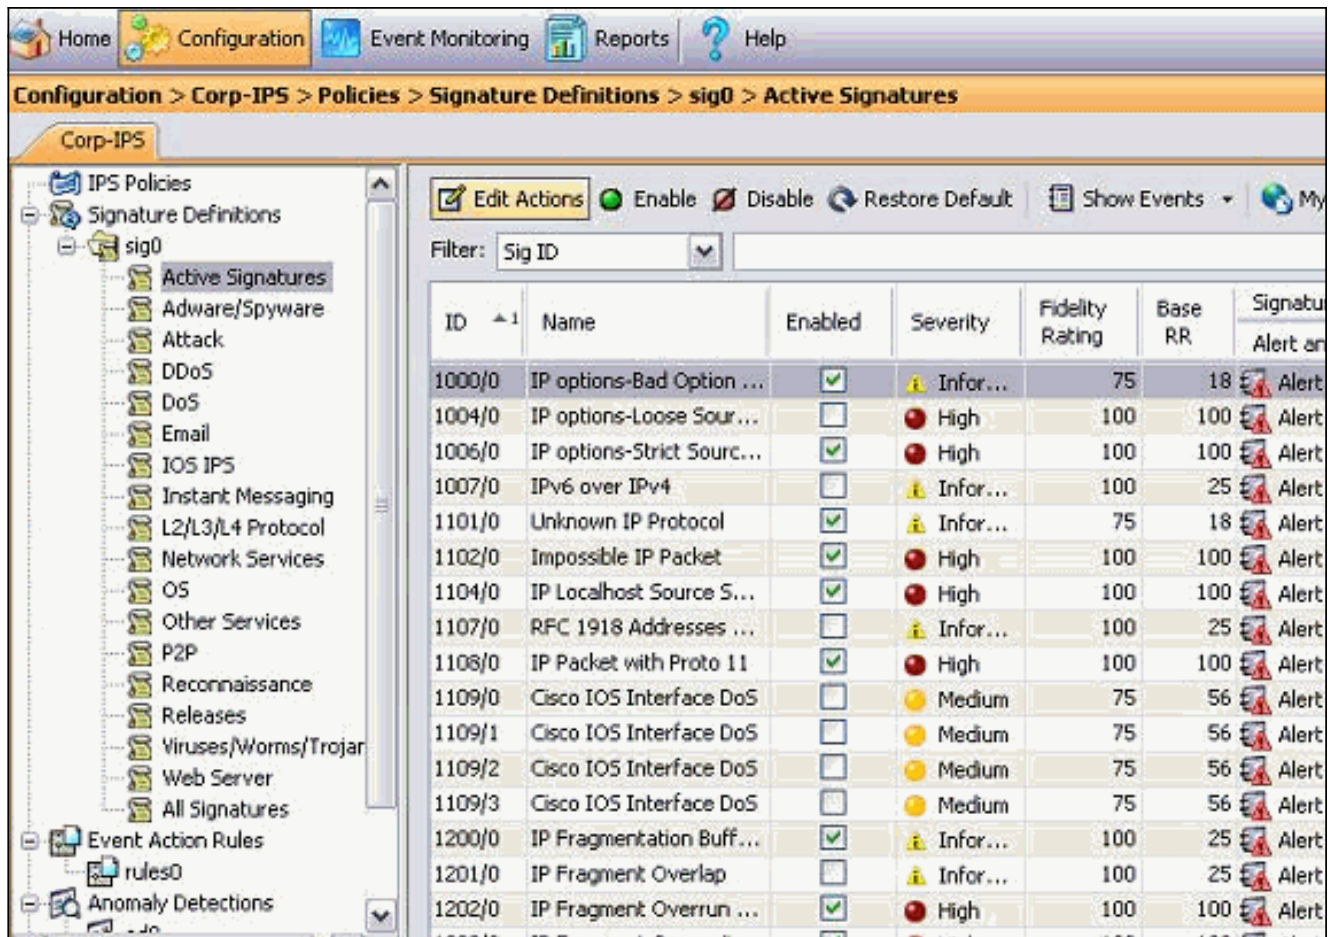 Home Configuration Event Monitoring Reports Help
Configuration > Corp-IPS > Policies > Signature Definitions > sig0 > Active Signatures
Corp-IPS
IPS Policies
Signature Definitions
sig0
Active Signatures
Adware/Spyware
Attack
DDoS
DoS
Email
IOS IPS
Instant Messaging
L2/L3/L4 Protocol
Network Services
OS
Other Services
P2P
Reconnaissance
Releases
Viruses/Worms/Trojar
Web Server
All Signatures
Event Action Rules
rules0
Anomaly Detections
Edit Actions Enable Disable Restore Default Show Events My
Filter: Sig ID
ID 1 Name Enabled Severity Fidelity Rating Base RR Signatur
Alert an
1000/0 IP options-Bad Option ... Infor... 75 18 Alert
1004/0 IP options-Loose Sour... High 100 100 Alert
1006/0 IP options-Strict Sourc... High 100 100 Alert
1007/0 IPv6 over IPv4 Infor... 100 25 Alert
1101/0 Unknown IP Protocol Infor... 75 18 Alert
1102/0 Impossible IP Packet High 100 100 Alert
1104/0 IP Localhost Source S... High 100 100 Alert
1107/0 RFC 1918 Addresses ... Infor... 100 25 Alert
1108/0 IP Packet with Proto 11 High 100 100 Alert
1109/0 Cisco IOS Interface DoS Medium 75 56 Alert
1109/1 Cisco IOS Interface DoS Medium 75 56 Alert
1109/2 Cisco IOS Interface DoS Medium 75 56 Alert
1109/3 Cisco IOS Interface DoS Medium 75 56 Alert
1200/0 IP Fragmentation Buff... Infor... 100 25 Alert
1201/0 IP Fragment Overlap Infor... 100 25 Alert
1202/0 IP Fragment Overrun ... High 100 100 Alert